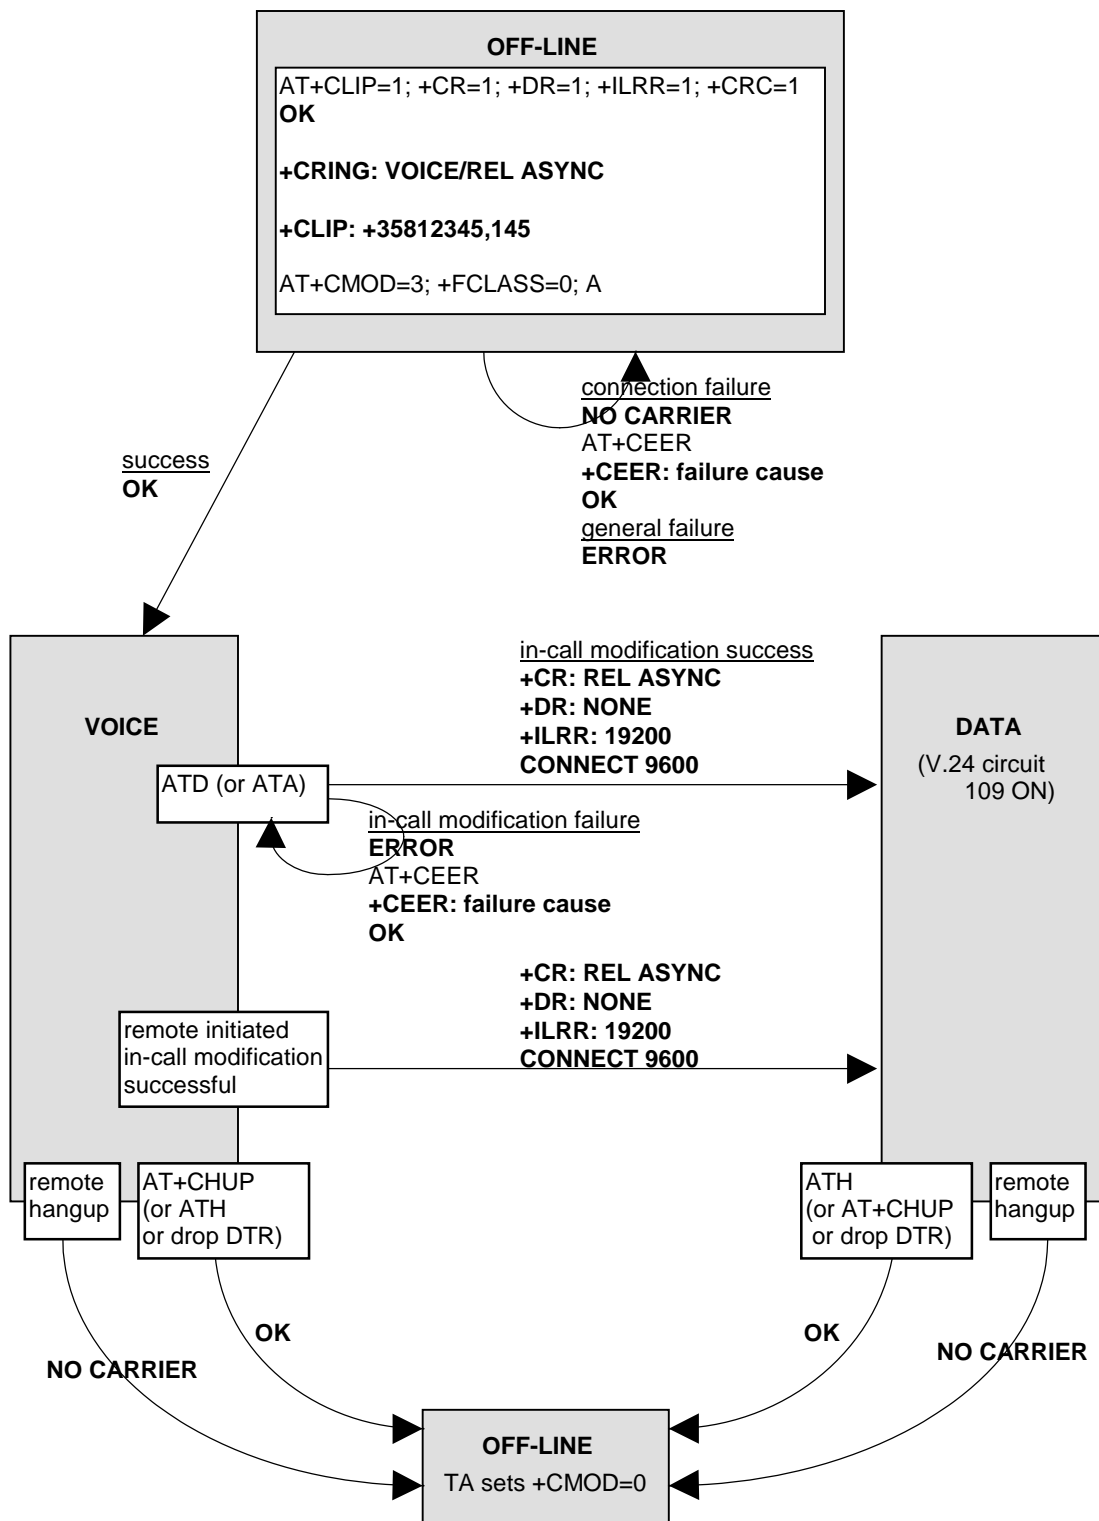 OFF-LINE
AT+CLIP=1; +CR=1; +DR=1; +ILRR=1; +CRC=1
OK
+CRING: VOICE/REL ASYNC
+CLIP: +35812345,145
AT+CMOD=3; +FCLASS=0; A
connection failure
NO CARRIER
AT+CEER
+CEER: failure cause
OK
general failure
ERROR
success
OK
VOICE
ATD (or ATA)
in-call modification success
+CR: REL ASYNC
+DR: NONE
+ILRR: 19200
CONNECT 9600
DATA
(V.24 circuit
109 ON)
in-call modification failure
ERROR
AT+CEER
+CEER: failure cause
OK
remote initiated
in-call modification
successful
+CR: REL ASYNC
+DR: NONE
+ILRR: 19200
CONNECT 9600
remote
hangup
AT+CHUP
(or ATH
or drop DTR)
ATH
(or AT+CHUP
or drop DTR)
remote
hangup
OK
NO CARRIER
OK
NO CARRIER
OFF-LINE
TA sets +CMOD=0